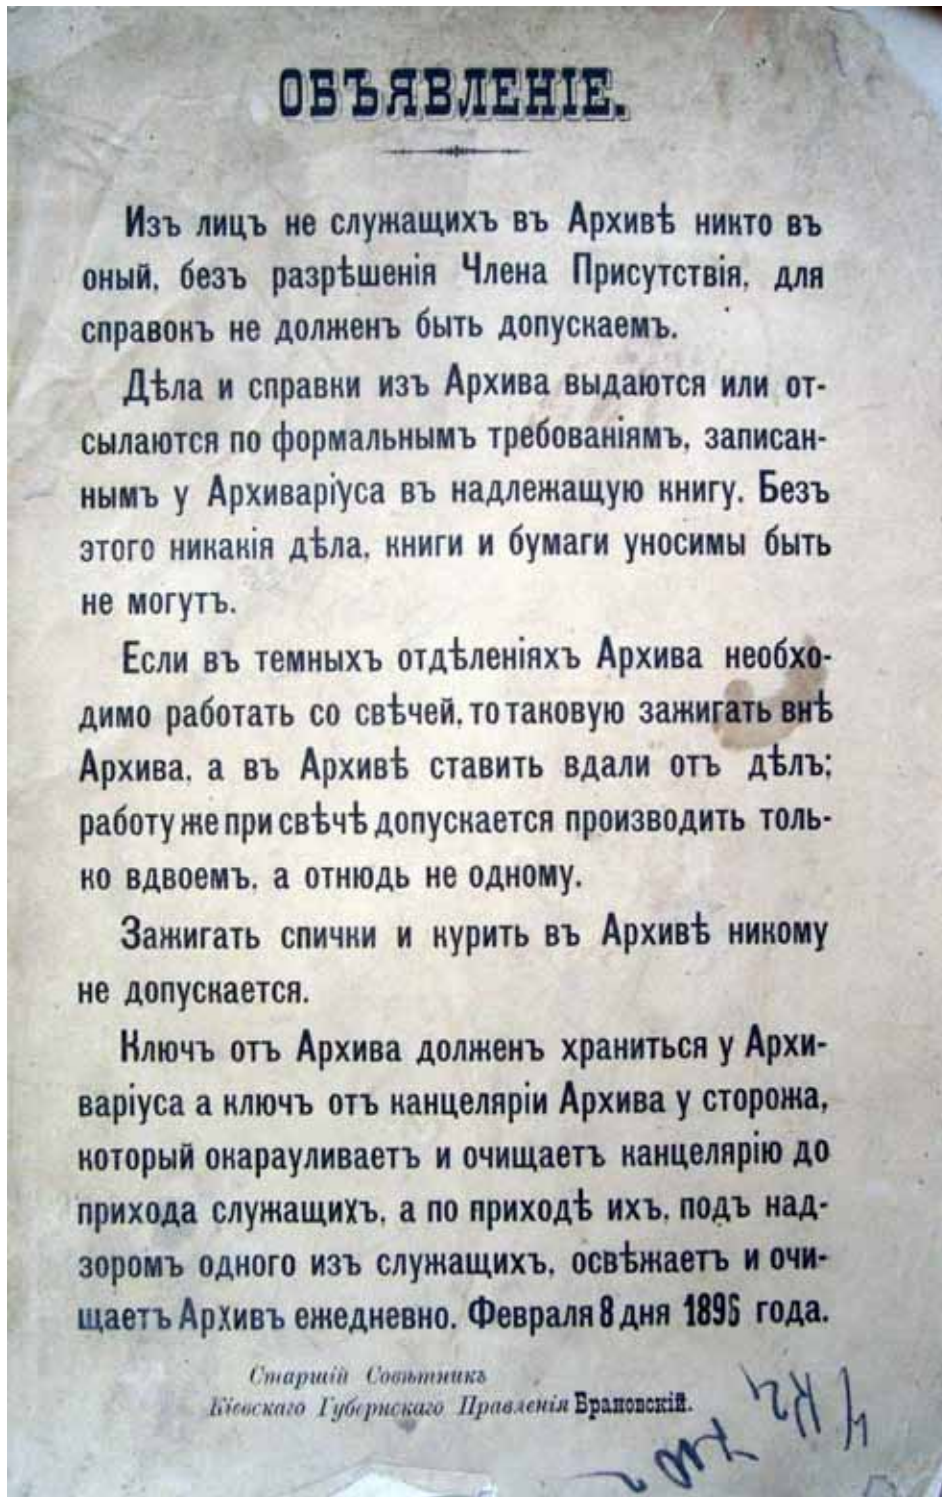 ОБЪЯВЛЕНІЕ.
Изъ лицъ не служащихъ въ Архивѣ никто въ
оный, безъ разрѣшенія Члена Присутствія, для
справокъ не долженъ быть допускаемъ.
Дѣла и справки изъ Архива выдаются или от-
сылаются по формальнымъ требованіямъ, записан-
нымъ у Архиваріуса въ надлежащую книгу. Безъ
этого никакія дѣла, книги и бумаги уносимы быть
не могутъ.
Если въ темныхъ отдѣленіяхъ Архива необхо-
димо работать со свѣчей, то таковую зажигать внѣ
Архива, а въ Архивѣ ставить вдали отъ дѣлъ;
работу же при свѣчѣ допускается производить толь-
ко вдвоемъ, а отнюдь не одному.
Зажигать спички и курить въ Архивѣ никому
не допускается.
Ключъ отъ Архива долженъ храниться у Архи-
варіуса а ключъ отъ канцеляріи Архива у сторожа,
который окарауливаетъ и очищаетъ канцелярію до
прихода служащихъ, а по приходѣ ихъ, подъ над-
зоромъ одного изъ служащихъ, освѣжаетъ и очи-
щаетъ Архивъ ежедневно. Февраля 8 дня 1896 года.
Старшій Совѣтникъ
Кіевскаго Губернскаго Правленія Брановскій.